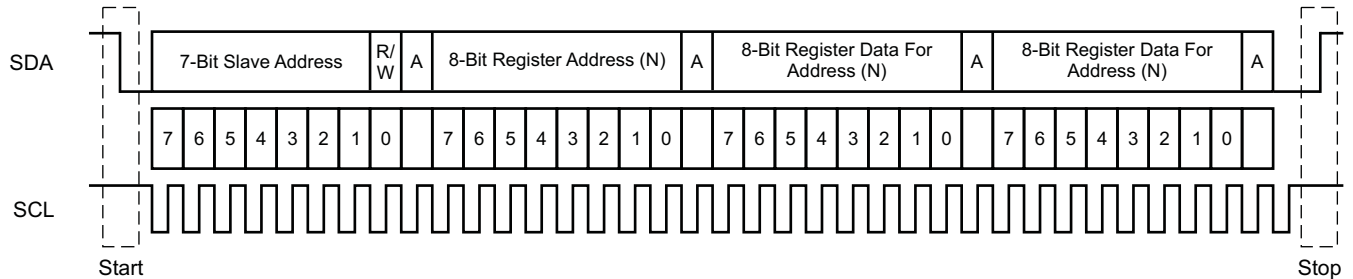 SDA
7-Bit Slave Address
R/
W
A
8-Bit Register Address (N)
A
8-Bit Register Data For
Address (N)
A
8-Bit Register Data For
Address (N)
A
7 6 5 4 3 2 1 0 7 6 5 4 3 2 1 0 7 6 5 4 3 2 1 0 7 6 5 4 3 2 1 0
SCL
Start
Stop